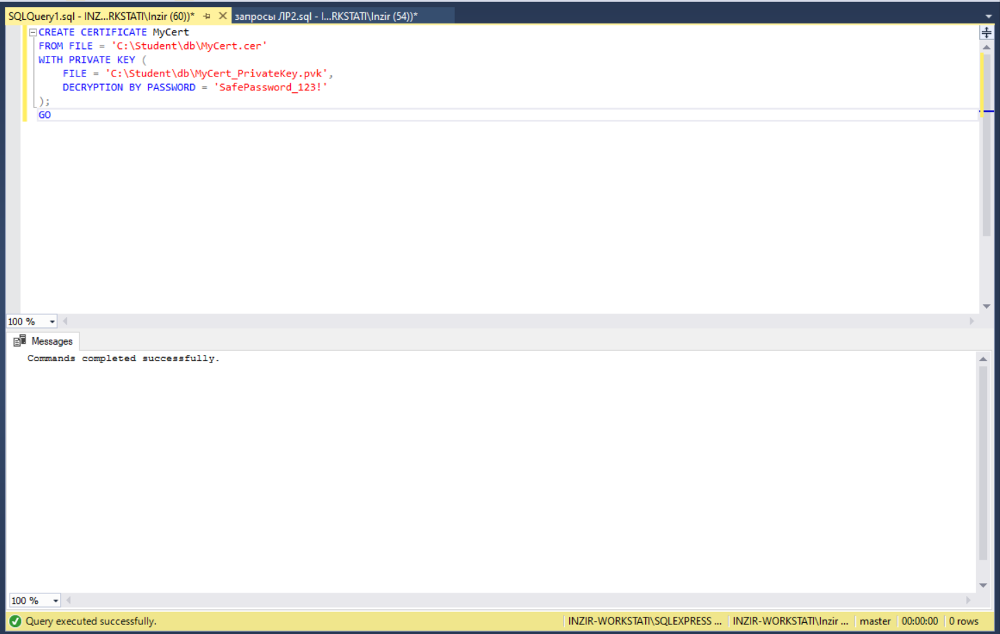 SQLQuery1.sql - INZ...RKSTATI\Inzir (60))*
запросы ЛР2.sql - I...RKSTATI\Inzir (54))*
CREATE CERTIFICATE MyCert
FROM FILE = 'C:\Student\db\MyCert.cer'
WITH PRIVATE KEY (
FILE = 'C:\Student\db\MyCert_PrivateKey.pvk',
DECRYPTION BY PASSWORD = 'SafePassword_123!'
);
GO
100 %
Messages
Commands completed successfully.
100 %
Query executed successfully.
INZIR-WORKSTATI\SQLEXPRESS ...
INZIR-WORKSTATI\Inzir ...
master
00:00:00
0 rows